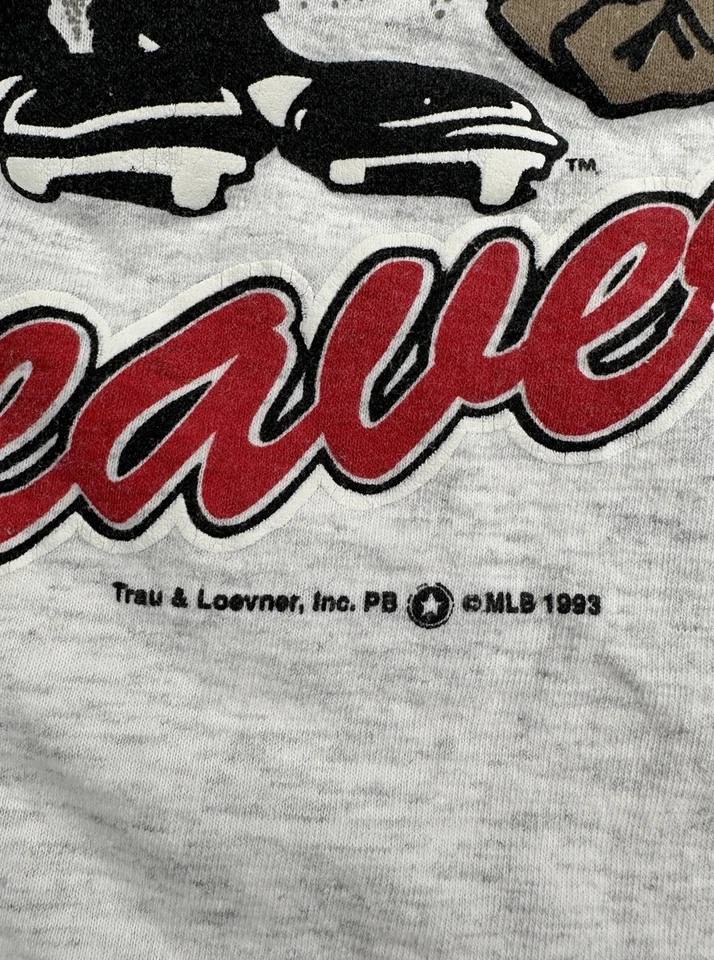 TM
eave
Trau & Loevner, Inc. PB ©MLB 1993